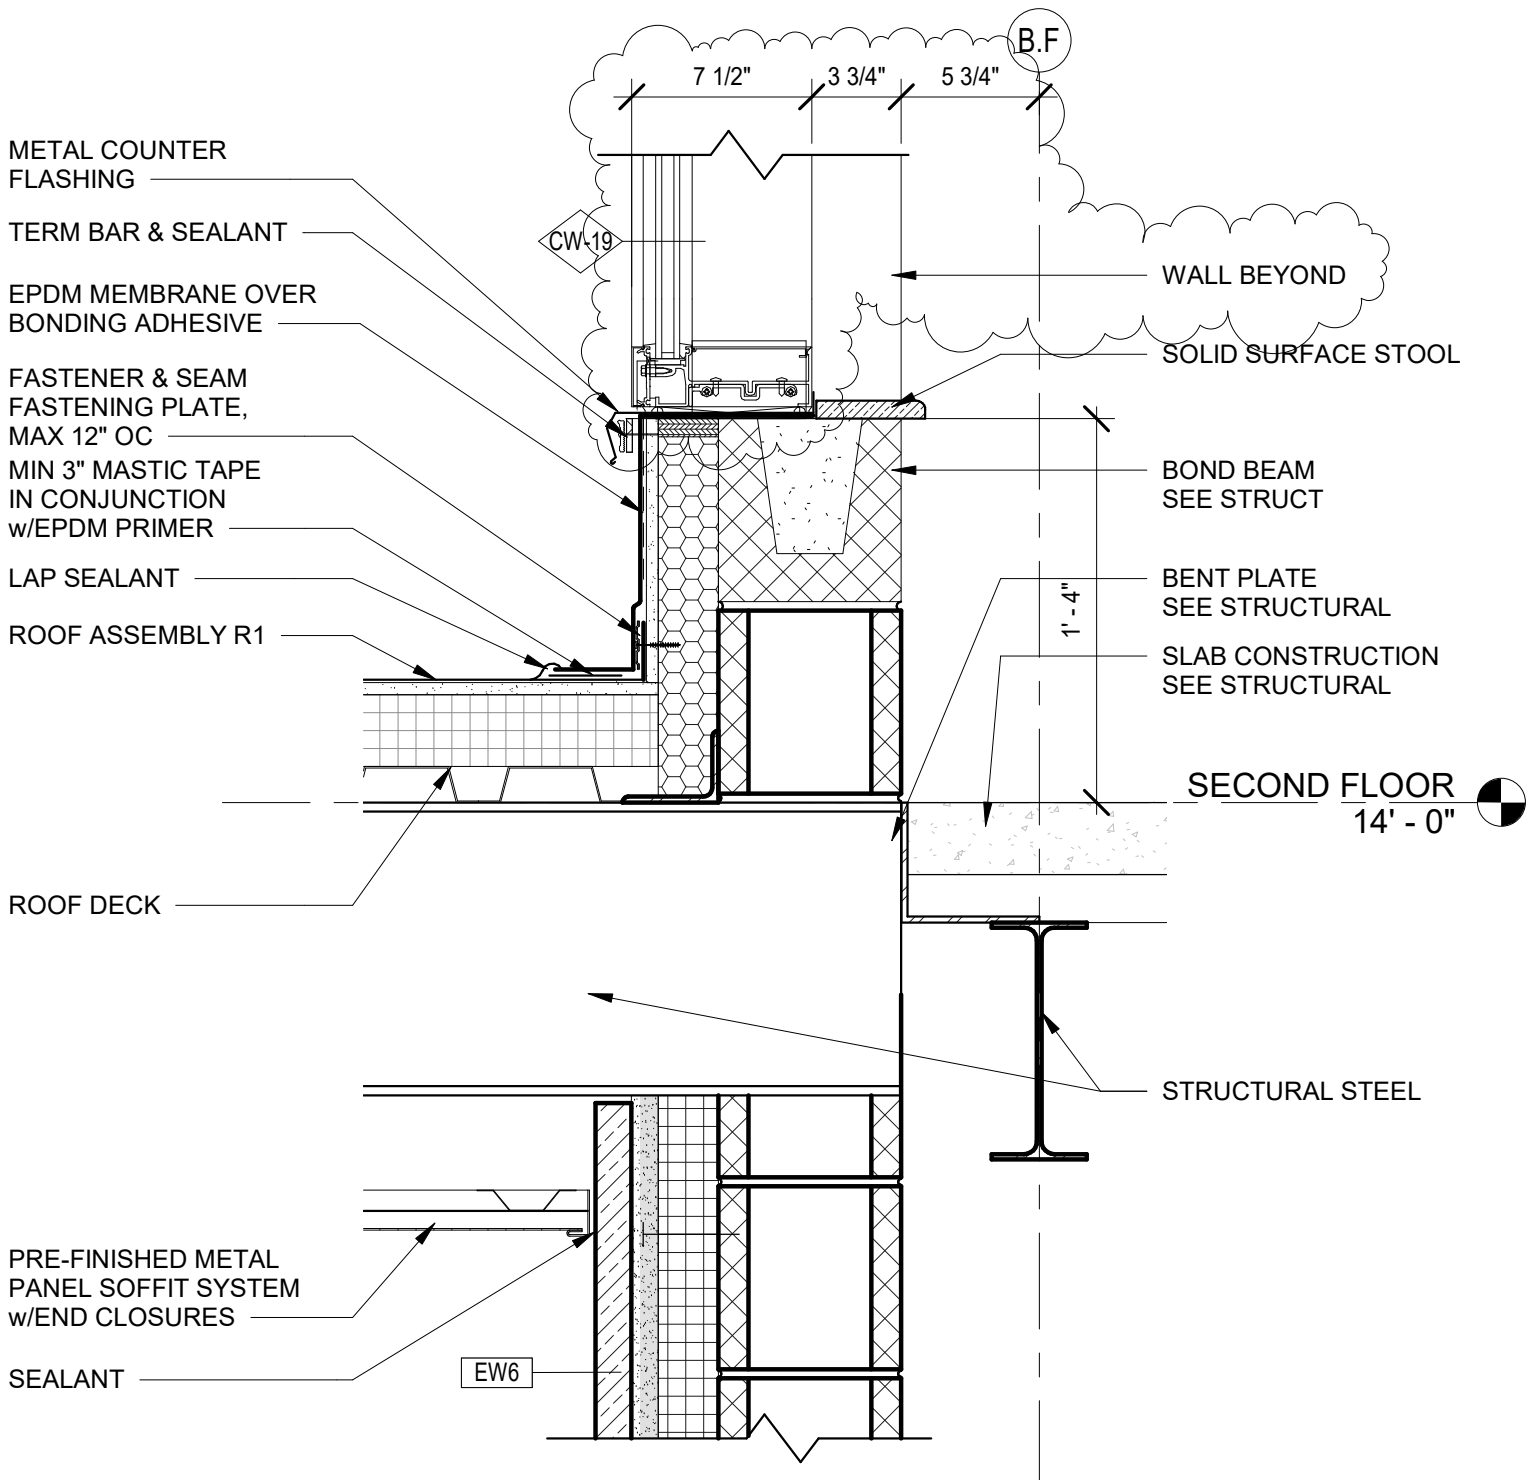 B.F
7 1/2"
3 3/4"
5 3/4"
METAL COUNTER
FLASHING
TERM BAR & SEALANT
CW-19
EPDM MEMBRANE OVER
BONDING ADHESIVE
FASTENER & SEAM
FASTENING PLATE,
MAX 12" OC
MIN 3" MASTIC TAPE
IN CONJUNCTION
w/EPDM PRIMER
LAP SEALANT
ROOF ASSEMBLY R1
ROOF DECK
PRE-FINISHED METAL
PANEL SOFFIT SYSTEM
w/END CLOSURES
SEALANT
EW6
WALL BEYOND
SOLID SURFACE STOOL
BOND BEAM
SEE STRUCT
1' - 4"
BENT PLATE
SEE STRUCTURAL
SLAB CONSTRUCTION
SEE STRUCTURAL
SECOND FLOOR
14' - 0"
STRUCTURAL STEEL